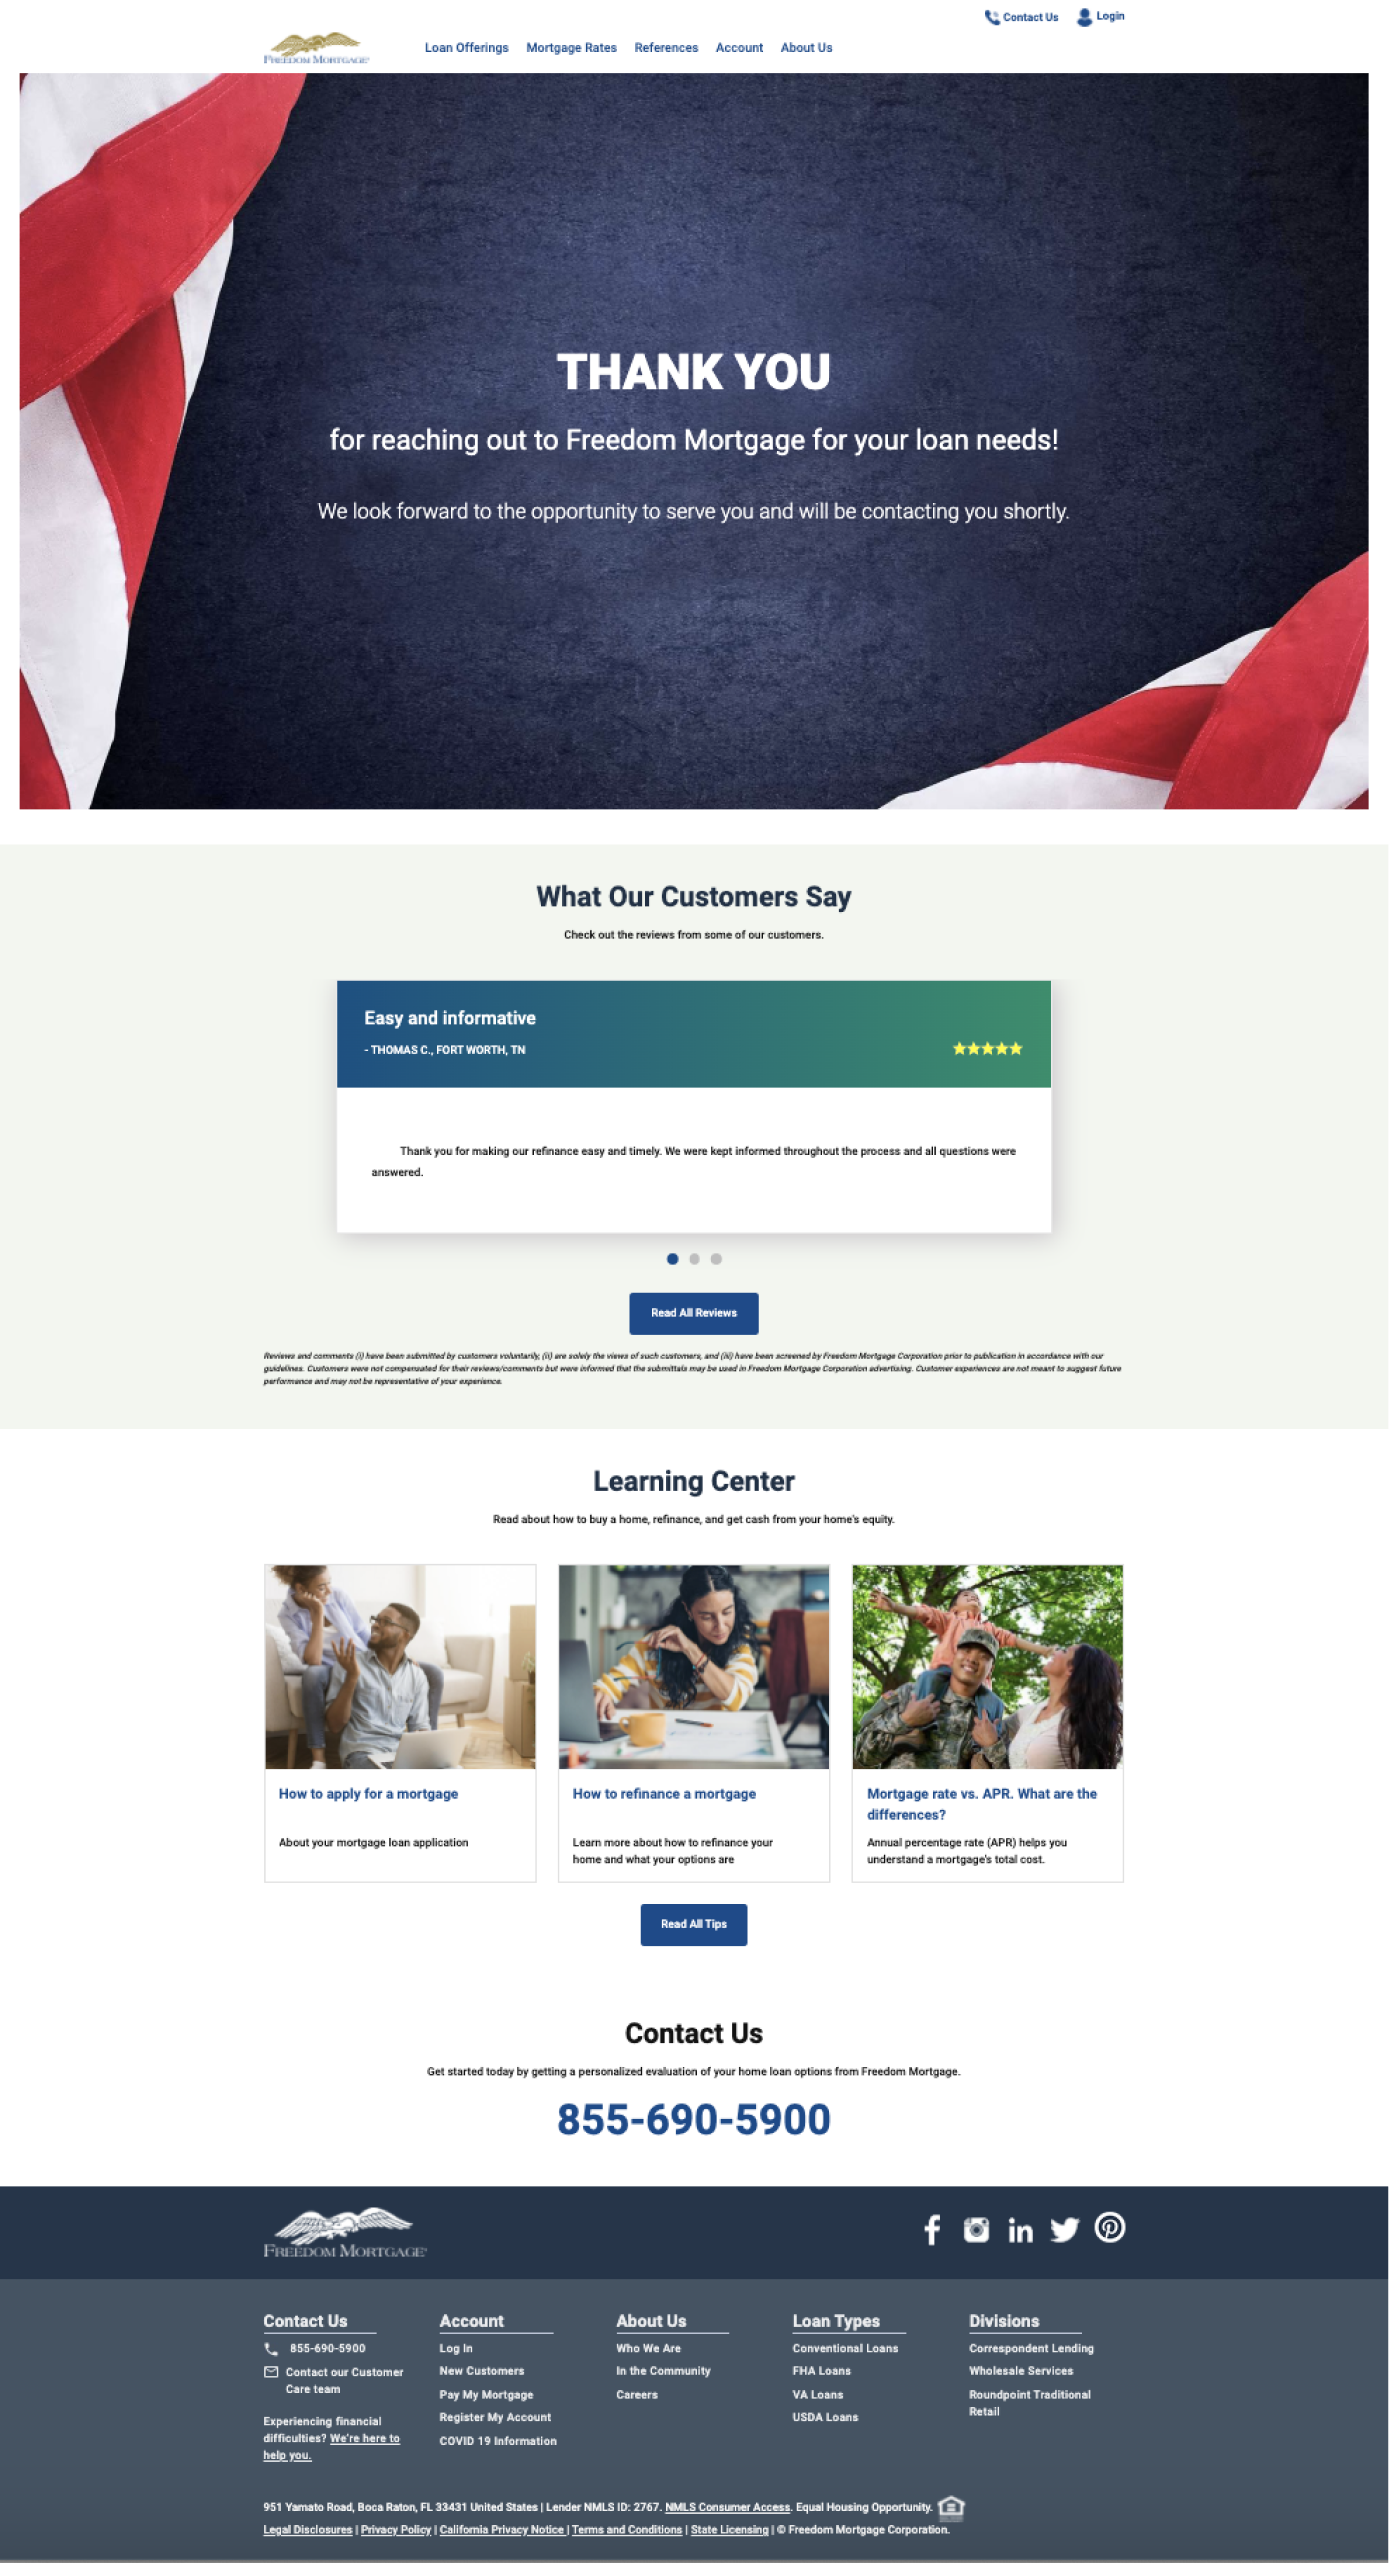 Contact Us
Login
FREEDOM MORTGAGE®
Loan Offerings
Mortgage Rates
References
Account
About Us
THANK YOU
for reaching out to Freedom Mortgage for your loan needs!
We look forward to the opportunity to serve you and will be contacting you shortly.
What Our Customers Say
Check out the reviews from some of our customers.
Easy and informative
- THOMAS C., FORT WORTH, TN
Thank you for making our refinance easy and timely. We were kept informed throughout the process and all questions were
answered.
Read All Reviews
Reviews and comments (i) have been submitted by customers voluntarily, (ii) are solely the views of such customers, and (iii) have been screened by Freedom Mortgage Corporation prior to publication in accordance with our
guidelines. Customers were not compensated for their reviews/comments but were informed that the submittals may be used in Freedom Mortgage Corporation advertising. Customer experiences are not meant to suggest future
performance and may not be representative of your experience.
Learning Center
Read about how to buy a home, refinance, and get cash from your home's equity.
How to apply for a mortgage
About your mortgage loan application
How to refinance a mortgage
Learn more about how to refinance your
home and what your options are
Mortgage rate vs. APR. What are the
differences?
Annual percentage rate (APR) helps you
understand a mortgage's total cost.
Read All Tips
Contact Us
Get started today by getting a personalized evaluation of your home loan options from Freedom Mortgage.
855-690-5900
FREEDOM MORTGAGE®
Contact Us
855-690-5900
Contact our Customer
Care team
Experiencing financial
difficulties? We're here to
help you.
Account
Log In
New Customers
Pay My Mortgage
Register My Account
COVID 19 Information
About Us
Who We Are
In the Community
Careers
Loan Types
Conventional Loans
FHA Loans
VA Loans
USDA Loans
Divisions
Correspondent Lending
Wholesale Services
Roundpoint Traditional
Retail
951 Yamato Road, Boca Raton, FL 33431 United States | Lender NMLS ID: 2767. NMLS Consumer Access. Equal Housing Opportunity.
Legal Disclosures | Privacy Policy | California Privacy Notice | Terms and Conditions | State Licensing | © Freedom Mortgage Corporation.